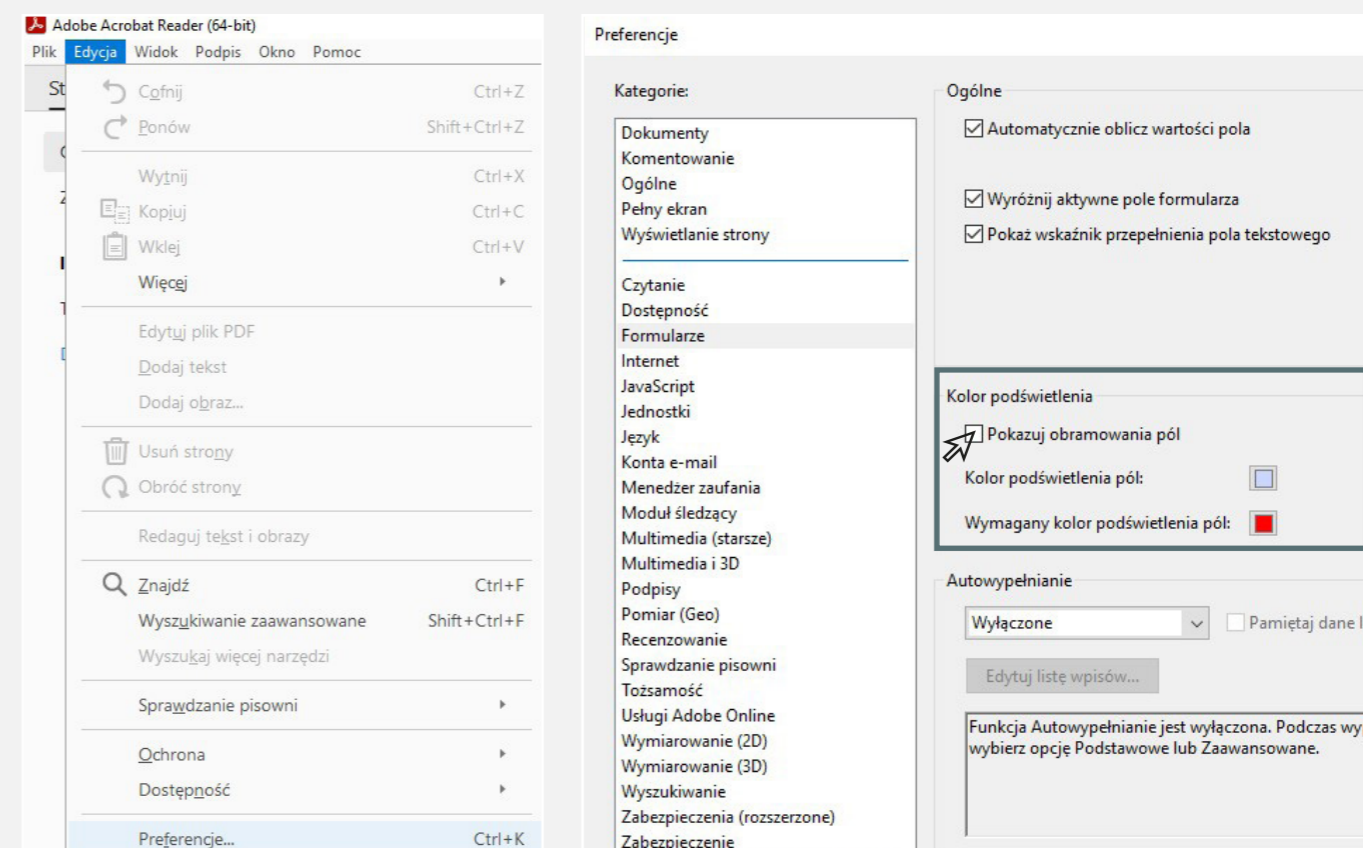 Adobe Acrobat Reader (64-bit)
Plik Edycja Widok Podpis Okno Pomoc
St
Cofnij Ctrl+Z
Ponów Shift+Ctrl+Z
Wytnij Ctrl+X
Kopiuj Ctrl+C
Wklej Ctrl+V
Więcej
Edytuj plik PDF
Dodaj tekst
Dodaj obraz...
Usuń strony
Obróć strony
Redaguj tekst i obrazy
Znajdź Ctrl+F
Wyszukiwanie zaawansowane Shift+Ctrl+F
Wyszukaj więcej narzędzi
Sprawdzanie pisowni
Ochrona
Dostępność
Preferencje... Ctrl+K
Preferencje
Kategorie:
Dokumenty
Komentowanie
Ogólne
Pełny ekran
Wyświetlanie strony
Czytanie
Dostępność
Formularze
Internet
JavaScript
Jednostki
Język
Konta e-mail
Menedżer zaufania
Moduł śledzący
Multimedia (starsze)
Multimedia i 3D
Podpisy
Pomiar (Geo)
Recenzowanie
Sprawdzanie pisowni
Tożsamość
Usługi Adobe Online
Wymiarowanie (2D)
Wymiarowanie (3D)
Wyszukiwanie
Zabezpieczenia (rozszerzone)
Zabezpieczenie
Ogólne
Automatycznie oblicz wartości pola
Wyróżnij aktywne pole formularza
Pokaż wskaźnik przepełnienia pola tekstowego
Kolor podświetlenia
Pokazuj obramowania pól
Kolor podświetlenia pól:
Wymagany kolor podświetlenia pól:
Autowypełnianie
Wyłączone Pamiętaj dane
Edytuj listę wpisów...
Funkcja Autowypełnianie jest wyłączona. Podczas
wybierz opcję Podstawowe lub Zaawansowane.